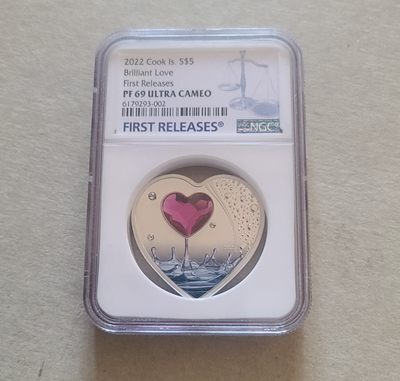 2022 Cook Is. S$5
Brilliant Love
First Releases
PF 69 ULTRA CAMEO
6179293-002
FIRST RELEASES®
NGC